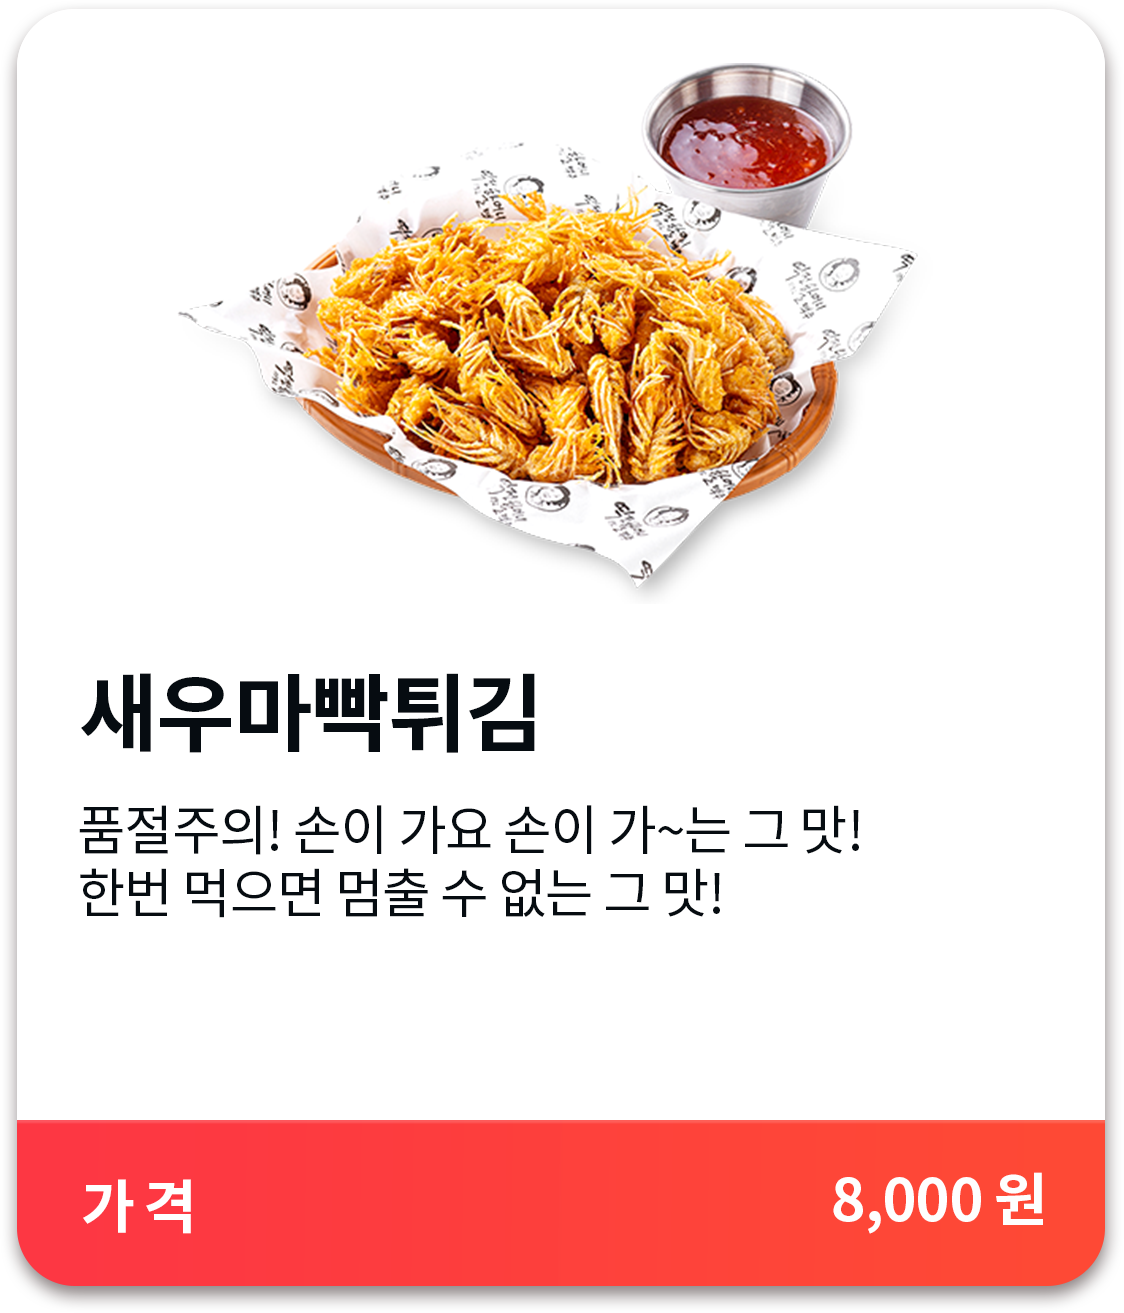 새우마빡튀김
품절주의! 손이 가요 손이 가~는 그 맛!
한번 먹으면 멈출 수 없는 그 맛!
가 격
8,000 원